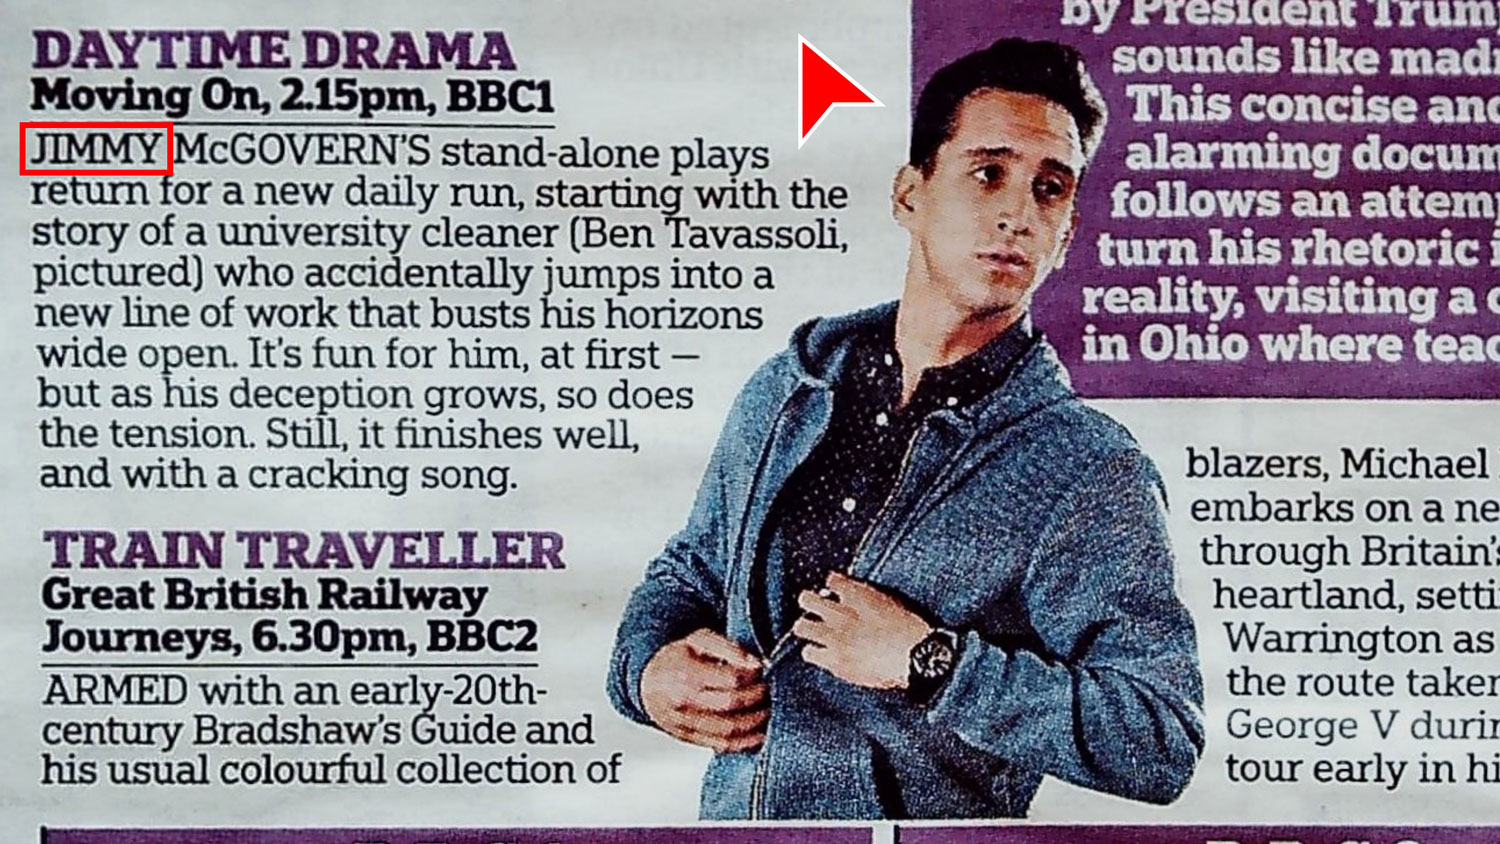 DAYTIME DRAMA
Moving On, 2.15pm, BBC1
JIMMY McGOVERN'S stand-alone plays
return for a new daily run, starting with the
story of a university cleaner (Ben Tavassoli,
pictured) who accidentally jumps into a
new line of work that busts his horizons
wide open. It's fun for him, at first —
but as his deception grows, so does
the tension. Still, it finishes well,
and with a cracking song.
TRAIN TRAVELLER
Great British Railway
Journeys, 6.30pm, BBC2
ARMED with an early-20th-
century Bradshaw's Guide and
his usual colourful collection of
blazers, Michael
embarks on a
through Britain's
heartland,
Warrington as
the route
George V
tour early in
by President Trump
sounds like
This concise
alarming
follows an
turn his rhetoric
reality, visiting a
in Ohio where